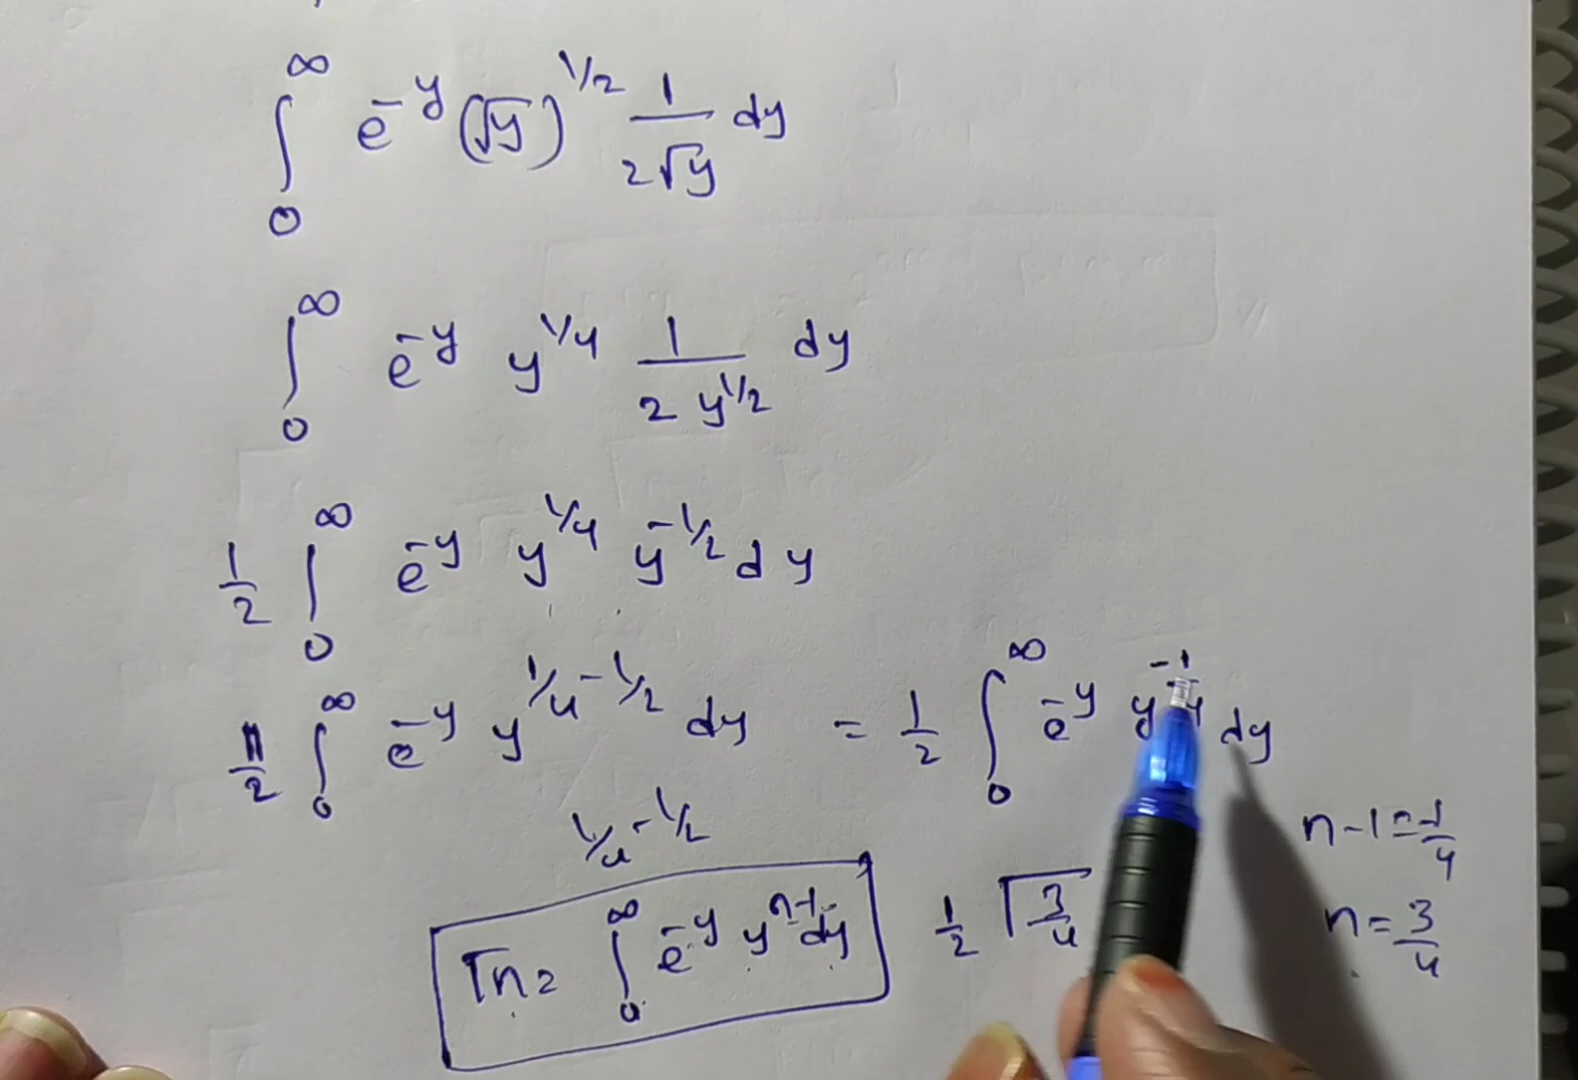 ∫₀^∞ e^-y (√y)^1/2 1/(2√y) dy
∫₀^∞ e^-y y^1/4 1/(2 y^1/2) dy
1/2 ∫₀^∞ e^-y y^1/4 y^-1/2 dy
/2 ∫₀^∞ e^-y y^1/4-1/2 dy = 1/2 ∫₀^∞ e^-y y^-1/4 dy
1/4-1/2
n-1=-1/4
Γn= ∫₀^∞ e^-y y^n-1 dy
1/2 Γ3/4
n=3/4